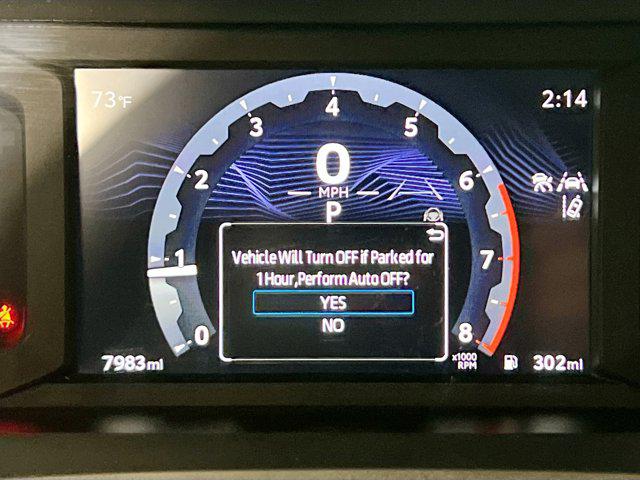 73°F
2:14
4
3 5
0
2 6
MPH
P
Vehicle Will Turn OFF if Parked for
1 Hour,Perform Auto OFF?
1 7
YES
NO
0 8
x1000
RPM
7983mi
302mi